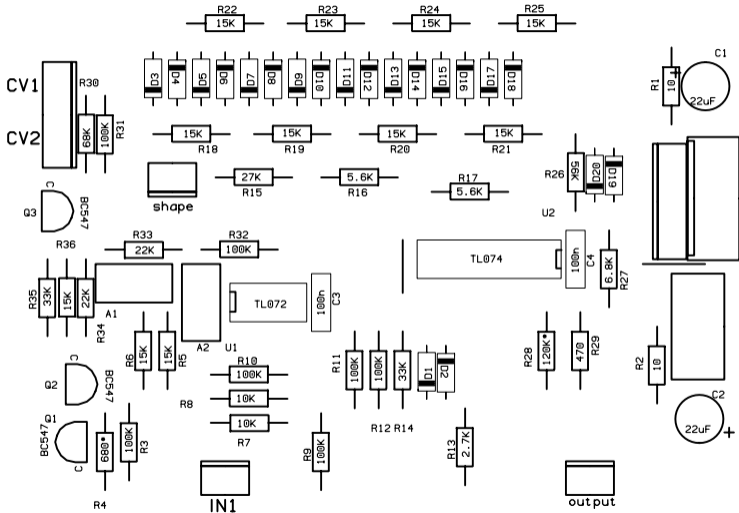 R22
15K
R23
15K
R24
15K
R25
15K
C1
22uF
R1
10
CV1
R30
D3
D4
D5
D6
D7
D8
D9
D10
D11
D12
D13
D14
D15
D16
D17
D18
CV2
68K
100K
R31
15K
R18
15K
R19
15K
R20
15K
R21
R26
56K
D20
D19
27K
R15
5.6K
R16
R17
5.6K
shape
Q3
C
BC547
U2
R36
R33
22K
R32
100K
TL074
100n
C4
6.8K
R27
R35
33K
15K
22K
R34
A1
TL072
100n
C3
A2
U1
R6
15K
15K
R5
R10
100K
R11
100K
100K
33K
D1
D2
R28
120K*
470
R29
R2
10
Q2
C
BC547
R8
10K
10K
R7
R12
R14
C2
22uF
+
Q1
BC547
C
680*
100K
R3
R4
R9
100K
R13
2.7K
IN1
output